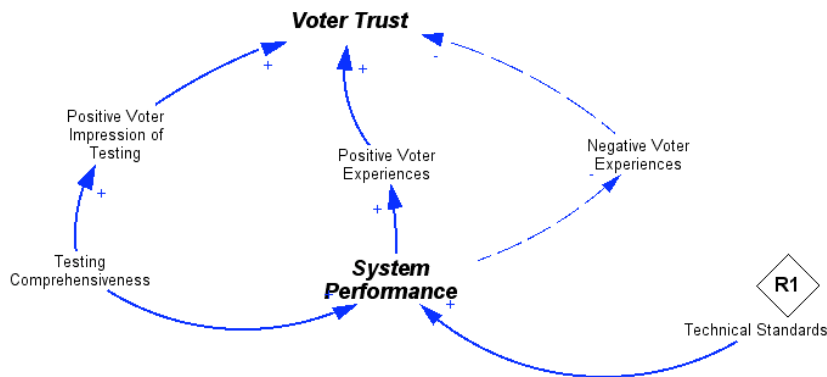 Voter Trust
+
+
-
Positive Voter
Impression of
Testing
Positive Voter
Experiences
Negative Voter
Experiences
-
+
+
Testing
Comprehensiveness
System
Performance
+
+
R1
Technical Standards